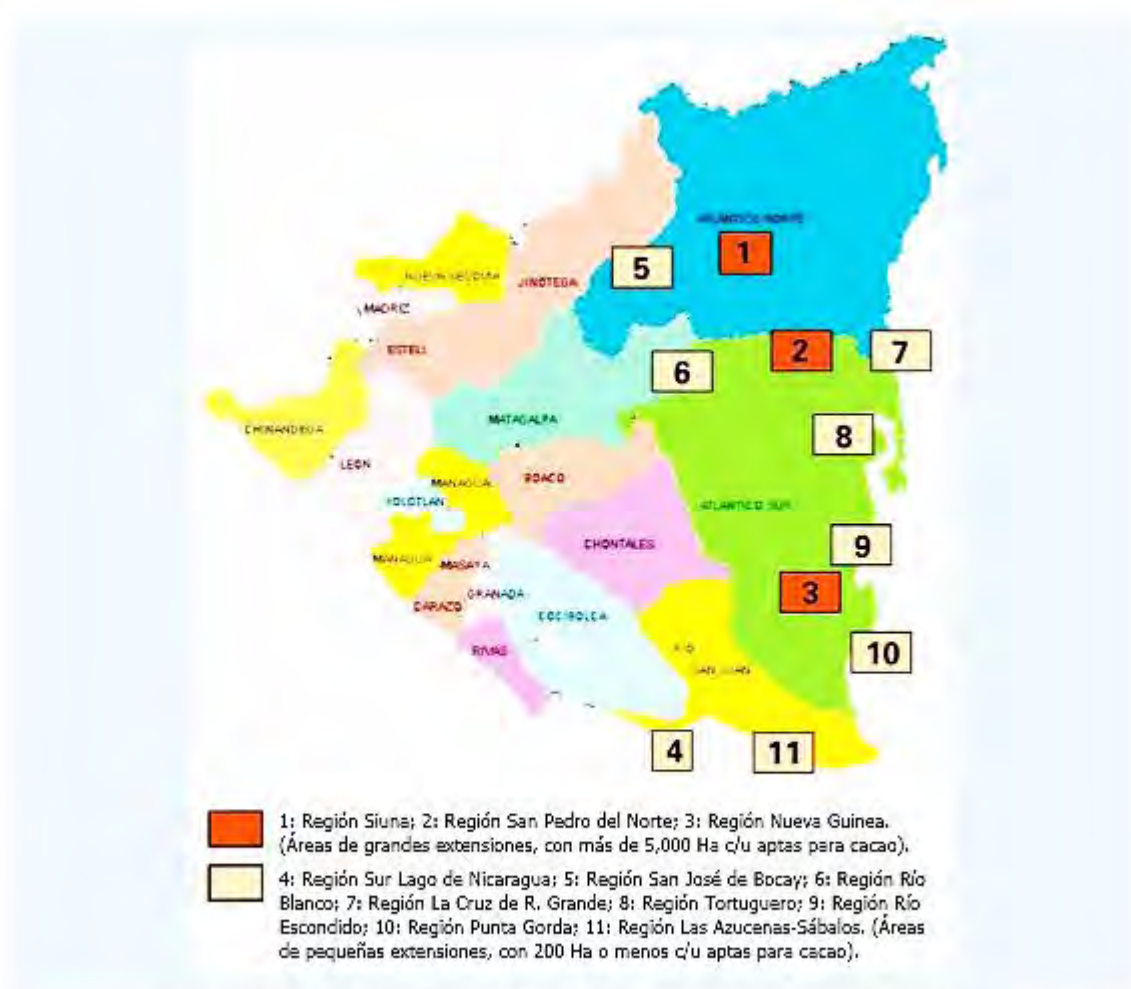 ATLANTICO NORTE
1
5
NUEVA SEGOVIA
JINOTEGA
MADRIZ
ESTELI
2
7
6
CHINANDEGA
MATAGALPA
8
LEON
MANAGUA
BOACO
XOLOTLAN
ATLANTICO SUR
CHONTALES
9
MANAGUA
MASAYA
GRANADA
3
CARAZO
COCIBOLCA
RIVAS
RIO
SAN JUAN
10
4
11
1: Región Siuna; 2: Región San Pedro del Norte; 3: Región Nueva Guinea.
(Áreas de grandes extensiones, con más de 5,000 Ha c/u aptas para cacao).
4: Región Sur Lago de Nicaragua; 5: Región San José de Bocay; 6: Región Río
Blanco; 7: Región La Cruz de R. Grande; 8: Región Tortuguero; 9: Región Río
Escondido; 10: Región Punta Gorda; 11: Región Las Azucenas-Sábalos. (Áreas
de pequeñas extensiones, con 200 Ha o menos c/u aptas para cacao).